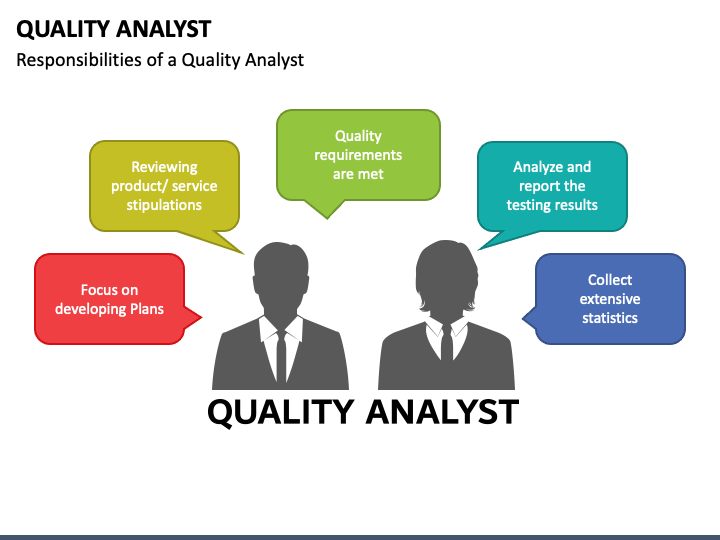 QUALITY ANALYST
Responsibilities of a Quality Analyst
Quality
requirements
are met
Reviewing
product/ service
stipulations
Analyze and
report the
testing results
Focus on
developing Plans
Collect
extensive
statistics
QUALITY ANALYST